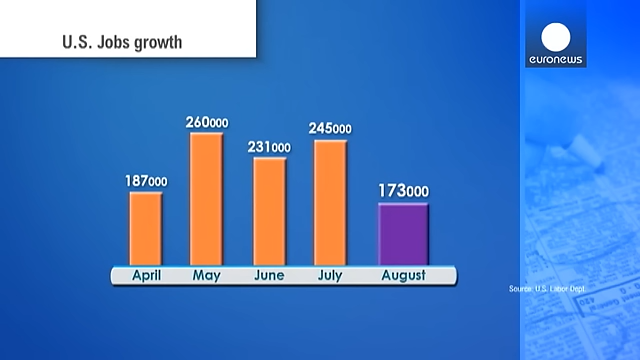 U.S. Jobs growth
euronews
260000
245000
231000
187000
173000
April May June July August
Source: U.S. Labor Dept